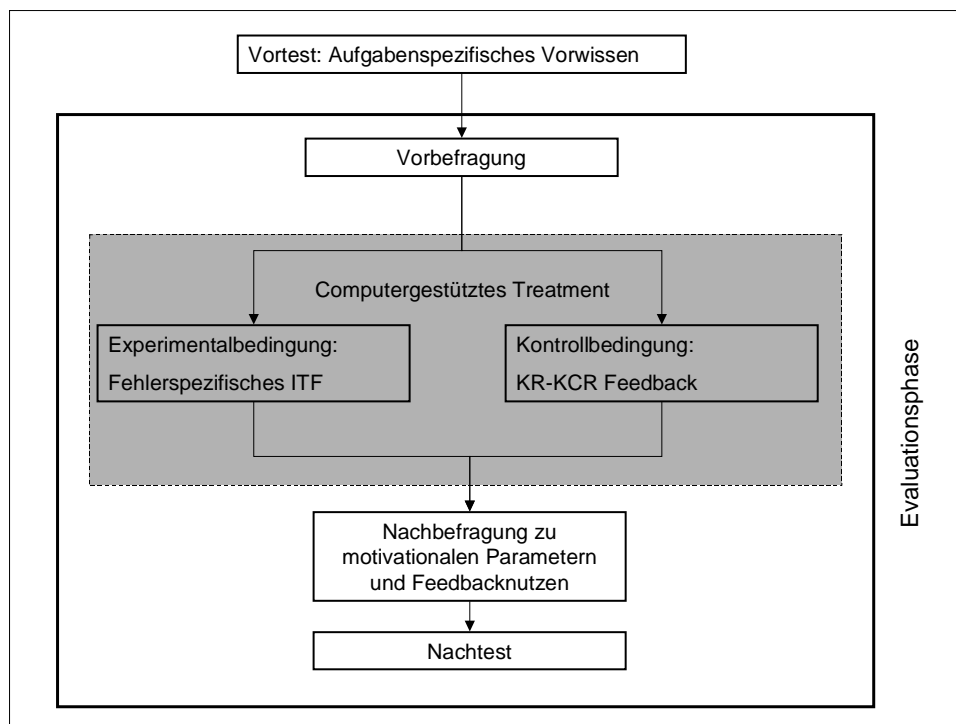 Vortest: Aufgabenspezifisches Vorwissen
Vorbefragung
Computergestütztes Treatment
Experimentalbedingung:
Fehlerspezifisches ITF
Kontrollbedingung:
KR-KCR Feedback
Nachbefragung zu
motivationalen Parametern
und Feedbacknutzen
Nachtest
Evaluationsphase